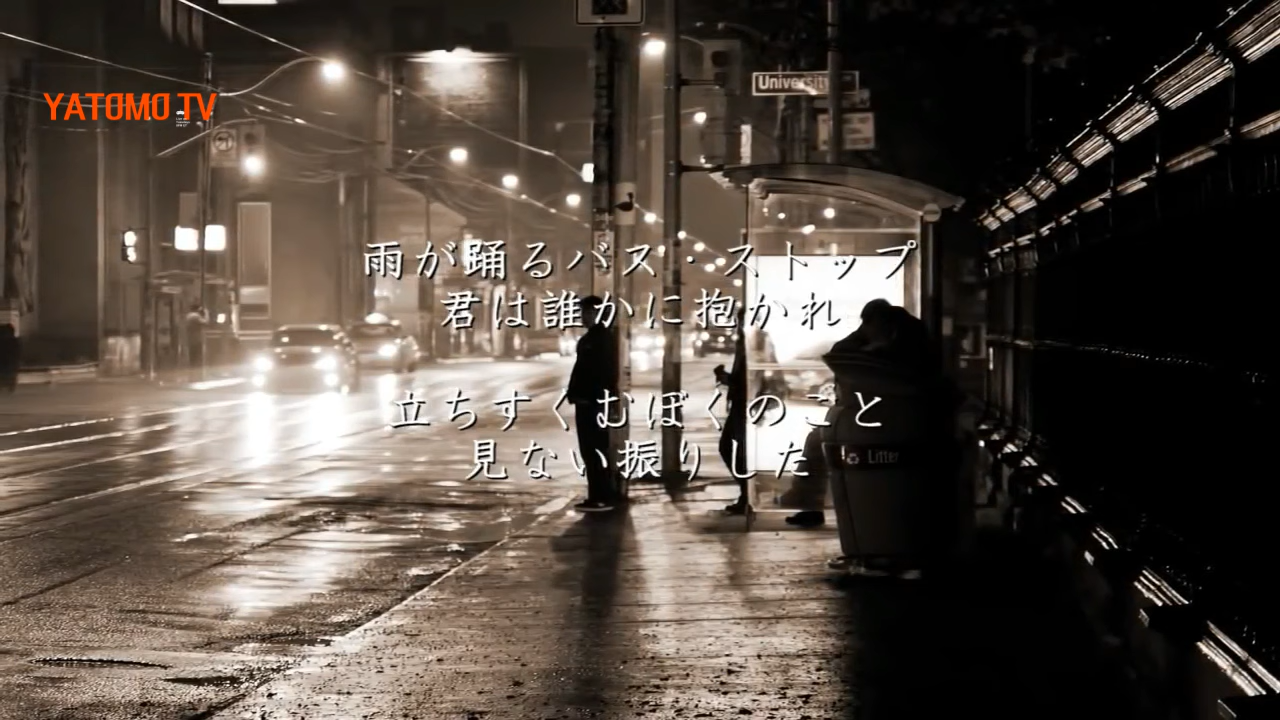 YATOMO TV
University
雨が踊るバス・ストップ
君は誰かに抱かれ
立ちすくむぼくのこと
見ない振りした
Litter